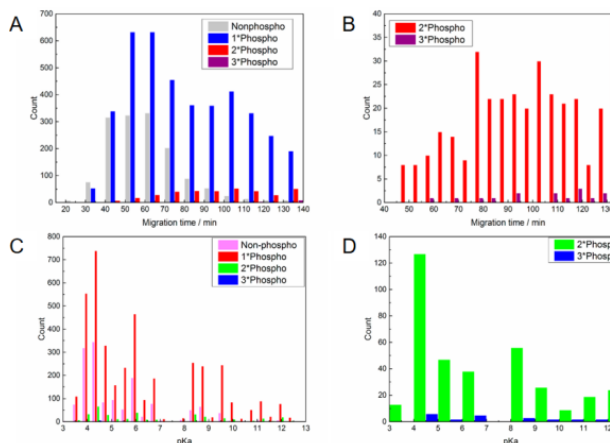 A
Nonphospho
1*Phospho
2*Phospho
3*Phospho
700
600
500
400
300
200
100
0
Count
20 30 40 50 60 70 80 90 100 110 120 130 140
Migration time / min
B
2*Phospho
3*Phospho
40
35
30
25
20
15
10
5
0
Count
40 50 60 70 80 90 100 110 120 130
Migration time / min
C
Non-phospho
1*Phospho
2*Phospho
3*Phospho
800
700
600
500
400
300
200
100
0
Count
3 4 5 6 7 8 9 10 11 12 13
pKa
D
2*Phosp
3*Phosp
140
120
100
80
60
40
20
0
Count
3 4 5 6 7 8 9 10 11 12
pKa